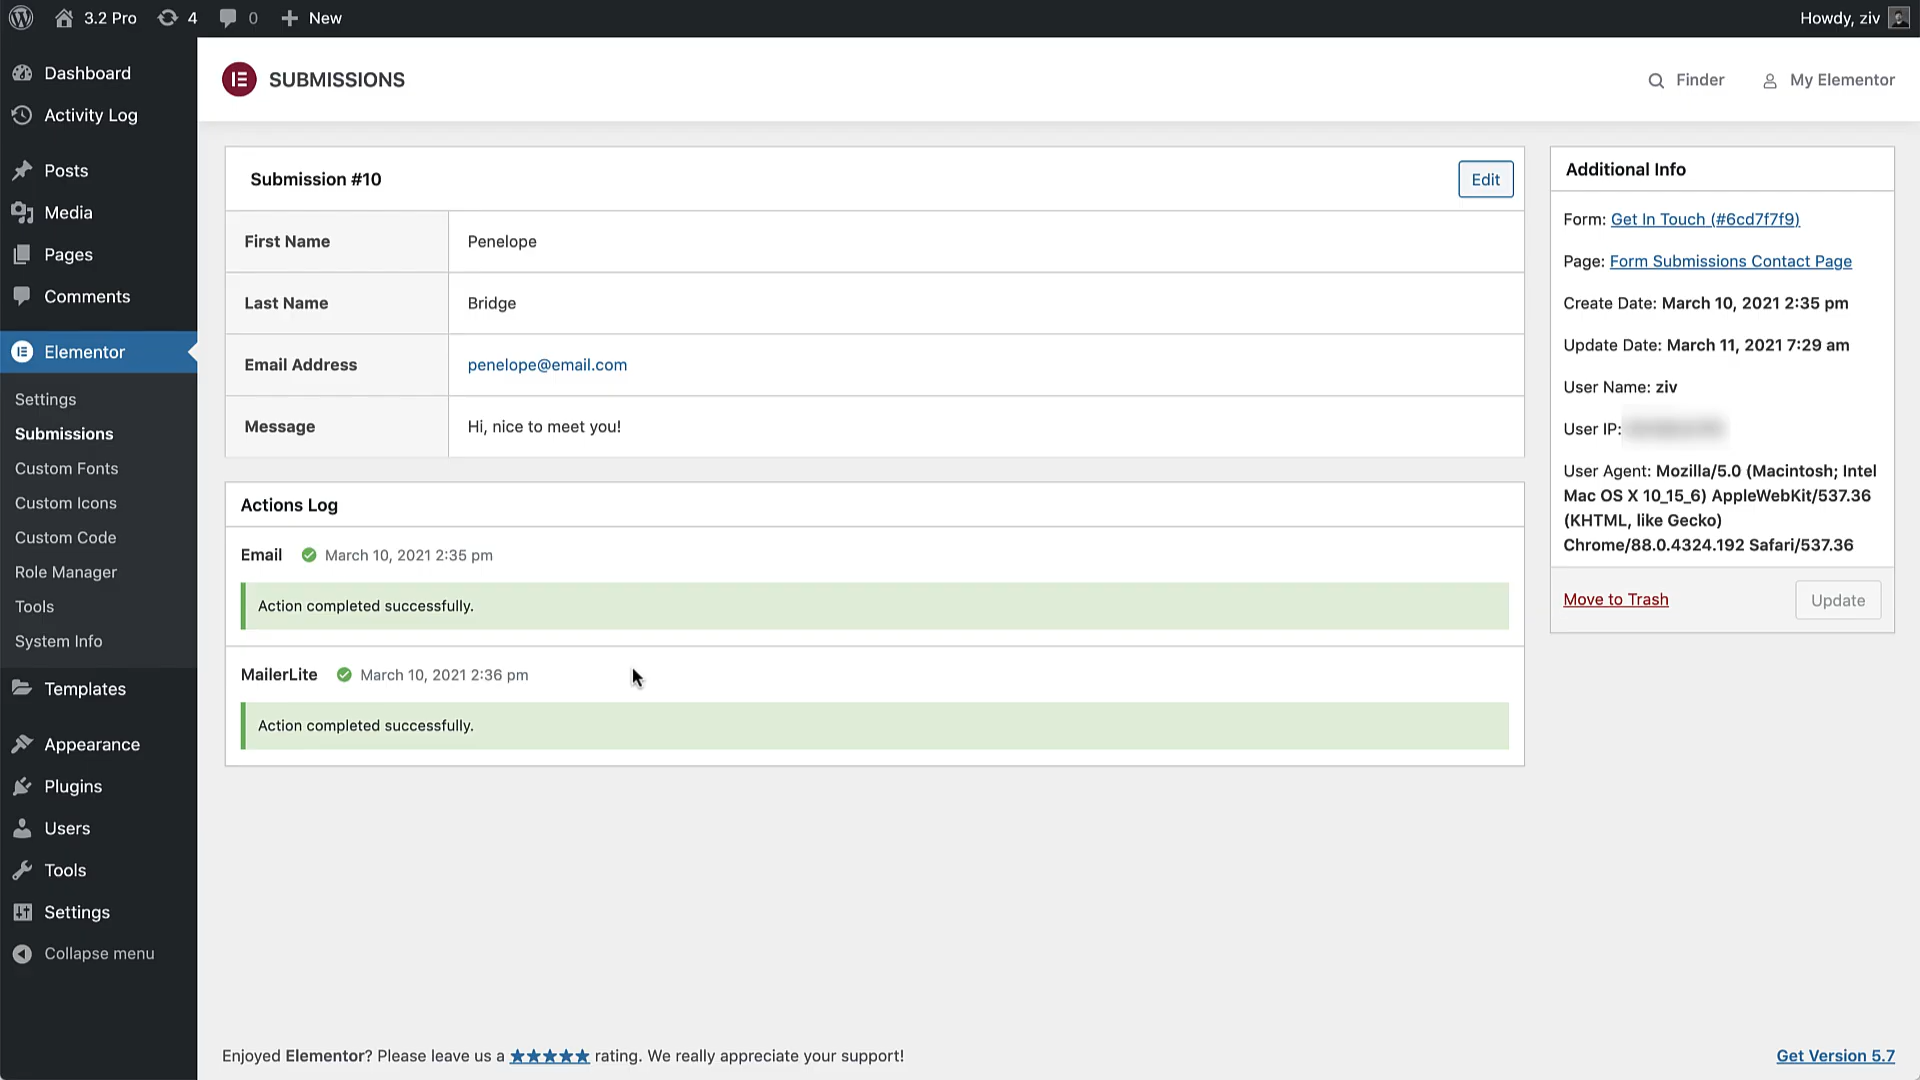 3.2 Pro 4 0 New Howdy, ziv
Dashboard
Activity Log
Posts
Media
Pages
Comments
Elementor
Settings
Submissions
Custom Fonts
Custom Icons
Custom Code
Role Manager
Tools
System Info
Templates
Appearance
Plugins
Users
Tools
Settings
Collapse menu
SUBMISSIONS
Finder My Elementor
Submission #10 Edit
First Name Penelope
Last Name Bridge
Email Address penelope@email.com
Message Hi, nice to meet you!
Actions Log
Email March 10, 2021 2:35 pm
Action completed successfully.
MailerLite March 10, 2021 2:36 pm
Action completed successfully.
Additional Info
Form: Get In Touch (#6cd7f7f9)
Page: Form Submissions Contact Page
Create Date: March 10, 2021 2:35 pm
Update Date: March 11, 2021 7:29 am
User Name: ziv
User IP:
User Agent: Mozilla/5.0 (Macintosh; Intel
Mac OS X 10_15_6) AppleWebKit/537.36
(KHTML, like Gecko)
Chrome/88.0.4324.192 Safari/537.36
Move to Trash Update
Enjoyed Elementor? Please leave us a ★★★★★ rating. We really appreciate your support!
Get Version 5.7